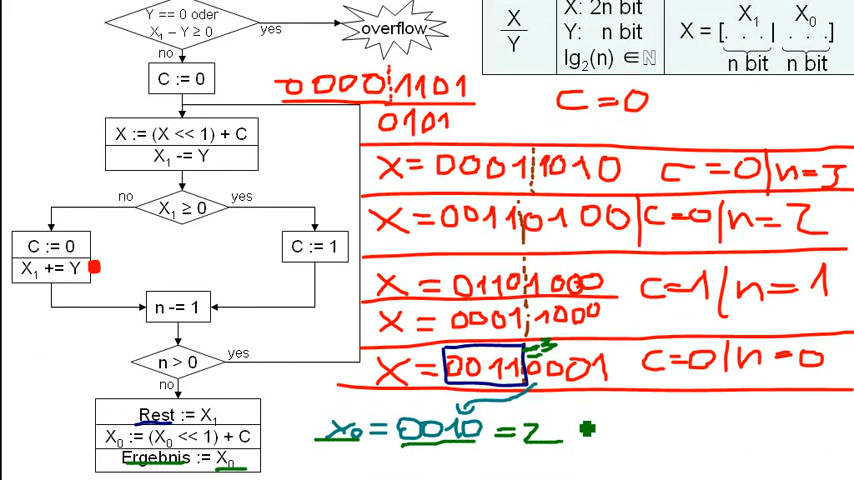 Y == 0 oder
X1 – Y ≥ 0
yes
overflow
no
C := 0
X := (X << 1) + C
X1 -= Y
no
X1 ≥ 0
yes
C := 0
X1 += Y
C := 1
n -= 1
n > 0
yes
no
Rest := X1
X0 := (X0 << 1) + C
Ergebnis := X0
X
Y
X: 2n bit
Y: n bit
lg2(n) ∈ ℕ
X1 X0
X = [. . . | . . .]
n bit n bit
0000 1101
0101
C = 0
X = 0001 1010 C = 0 | n = 3
X = 0011 0100 | C = 0 | n = 2
X = 0110 1000 C = 1 | n = 1
X = 0001 1000
X = 0011 0001 C = 0 | n = 0
= 3
X0 = 0010 = 2